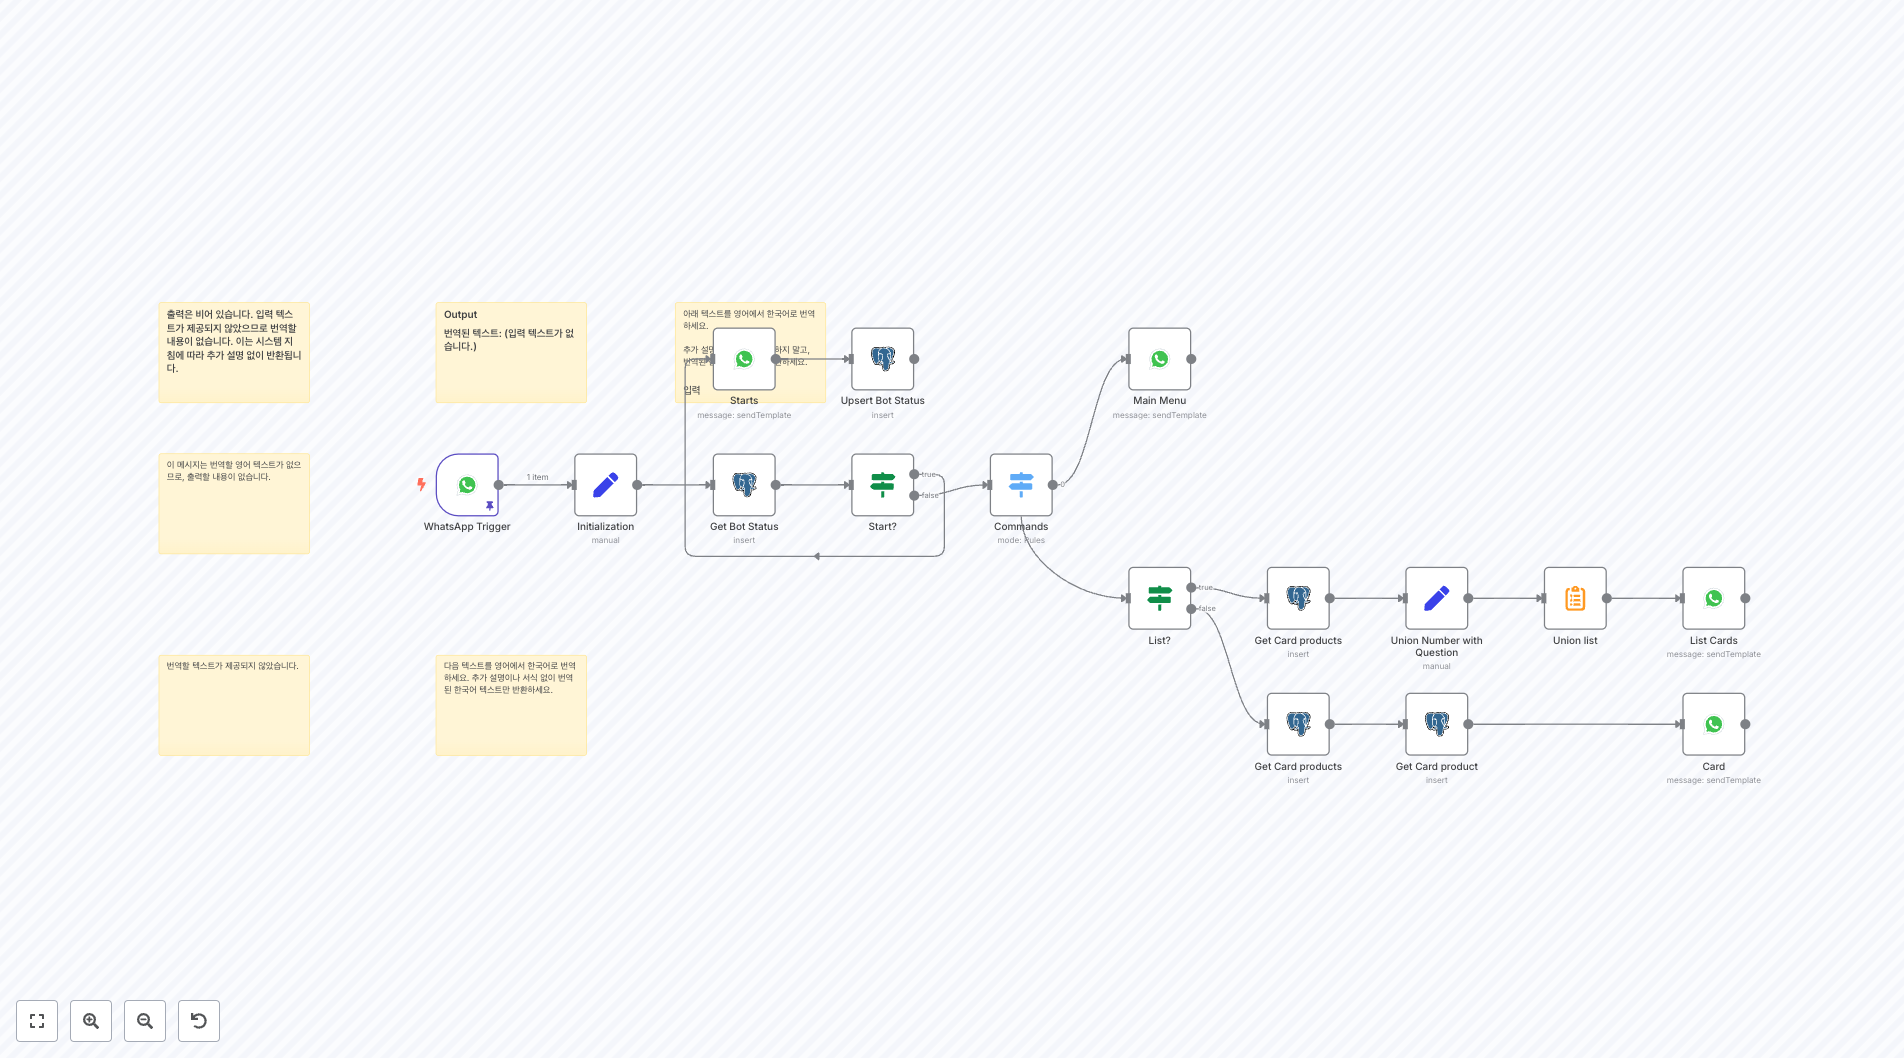 출력은 비어 있습니다. 입력 텍스
트가 제공되지 않았으므로 번역할
내용이 없습니다. 이는 시스템 지
침에 따라 추가 설명 없이 반환됩니
다.
Output
번역된 텍스트: (입력 텍스트가 없
습니다.)
아래 텍스트를 영어에서 한국어로 번역
하세요.
추가 하지 말고,
번역된
입력
Starts
message: sendTemplate
Upsert Bot Status
insert
Main Menu
message: sendTemplate
이 메시지는 번역할 영어 텍스트가 없으
므로, 출력할 내용이 없습니다.
1 item
WhatsApp Trigger
Initialization
manual
Get Bot Status
insert
true
false
Start?
0
Commands
mode: Rules
true
false
List?
Get Card products
insert
Union Number with
Question
manual
Union list
List Cards
message: sendTemplate
번역할 텍스트가 제공되지 않았습니다.
다음 텍스트를 영어에서 한국어로 번역
하세요. 추가 설명이나 서식 없이 번역
된 한국어 텍스트만 반환하세요.
Get Card products
insert
Get Card product
insert
Card
message: sendTemplate